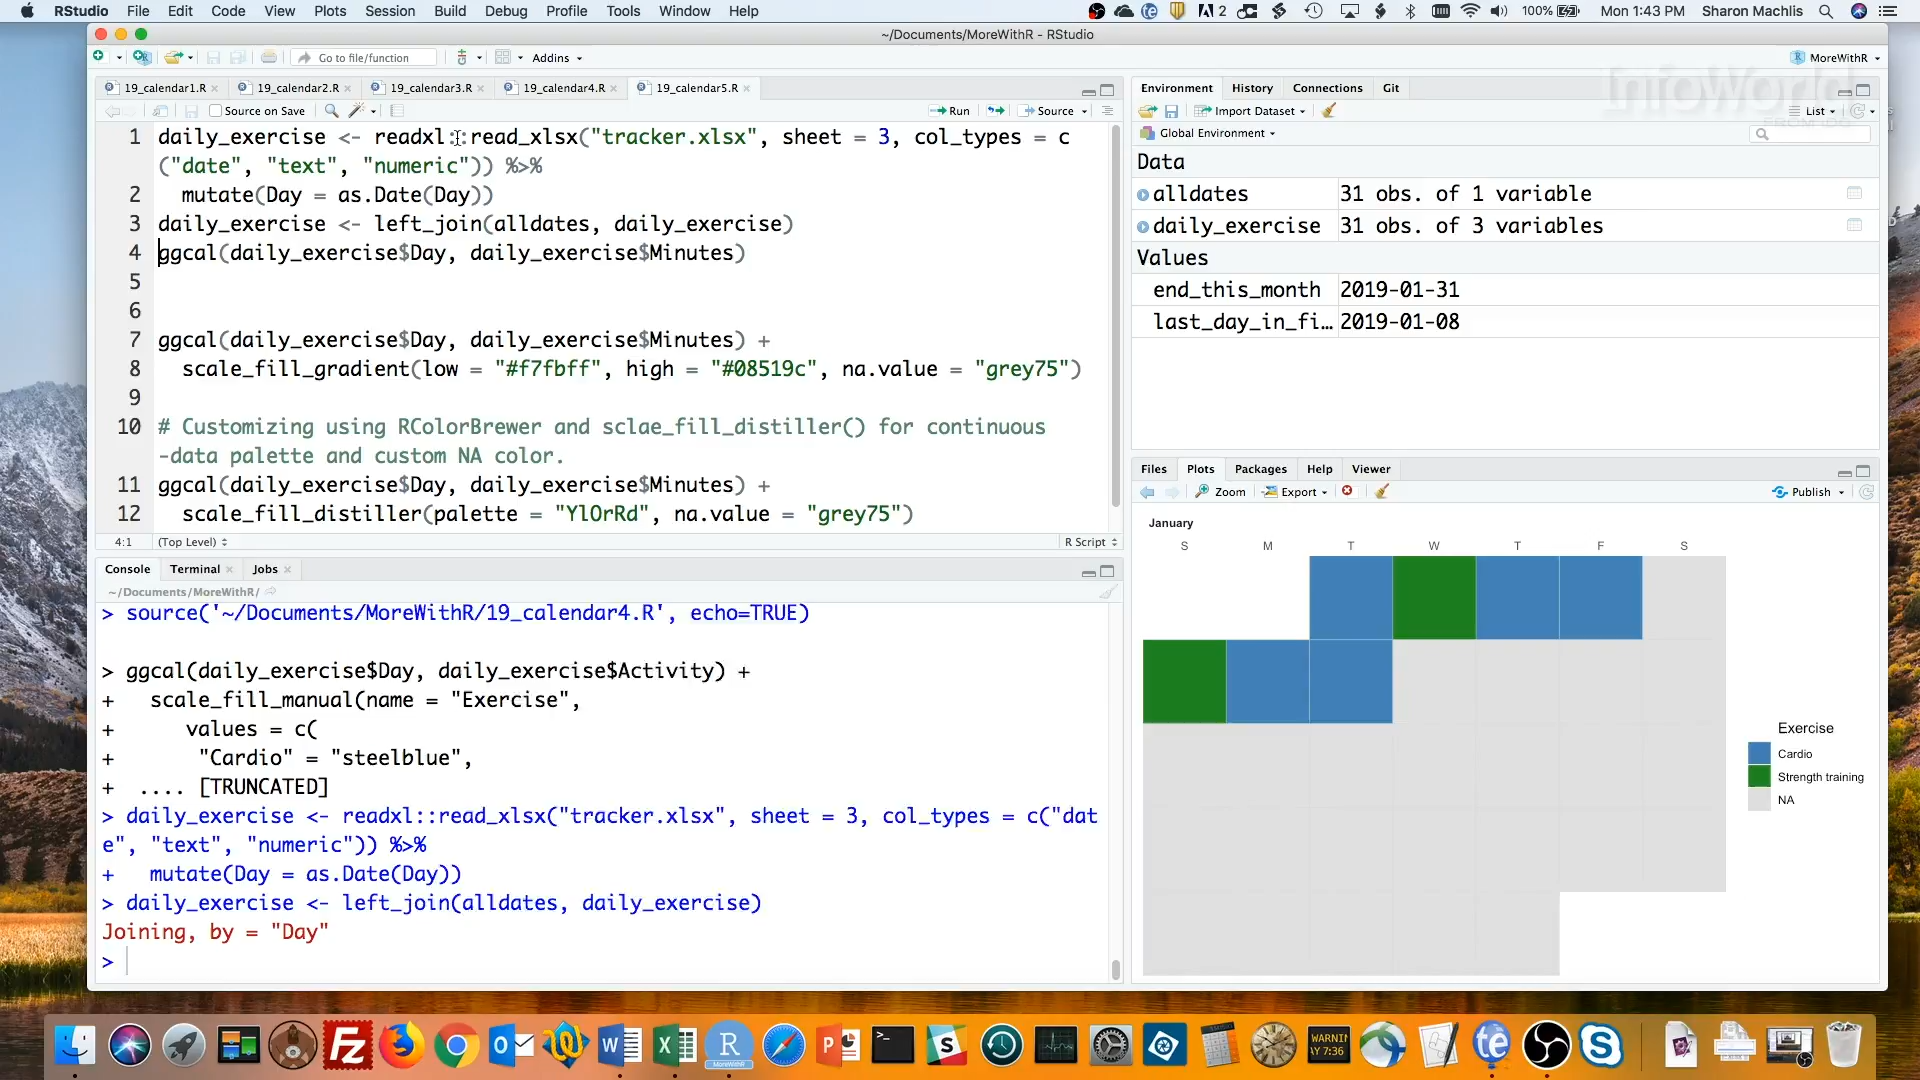 RStudio File Edit Code View Plots Session Build Debug Profile Tools Window Help
2 100% Mon 1:43 PM Sharon Machlis
~/Documents/MoreWithR - RStudio
Go to file/function Addins MoreWithR
InfoWorld
FROM IDG
19_calendar1.R 19_calendar2.R 19_calendar3.R 19_calendar4.R 19_calendar5.R
Source on Save Run Source
1 daily_exercise <- readxl::read_xlsx("tracker.xlsx", sheet = 3, col_types = c
("date", "text", "numeric")) %>%
2 mutate(Day = as.Date(Day))
3 daily_exercise <- left_join(alldates, daily_exercise)
4 ggcal(daily_exercise$Day, daily_exercise$Minutes)
5
6
7 ggcal(daily_exercise$Day, daily_exercise$Minutes) +
8 scale_fill_gradient(low = "#f7fbff", high = "#08519c", na.value = "grey75")
9
10 # Customizing using RColorBrewer and sclae_fill_distiller() for continuous
-data palette and custom NA color.
11 ggcal(daily_exercise$Day, daily_exercise$Minutes) +
12 scale_fill_distiller(palette = "YlOrRd", na.value = "grey75")
4:1 (Top Level) R Script
Console Terminal Jobs
~/Documents/MoreWithR/
> source('~/Documents/MoreWithR/19_calendar4.R', echo=TRUE)
> ggcal(daily_exercise$Day, daily_exercise$Activity) +
+ scale_fill_manual(name = "Exercise",
+ values = c(
+ "Cardio" = "steelblue",
+ .... [TRUNCATED]
> daily_exercise <- readxl::read_xlsx("tracker.xlsx", sheet = 3, col_types = c("dat
e", "text", "numeric")) %>%
+ mutate(Day = as.Date(Day))
> daily_exercise <- left_join(alldates, daily_exercise)
Joining, by = "Day"
>
Environment History Connections Git
Import Dataset List
Global Environment
Data
alldates 31 obs. of 1 variable
daily_exercise 31 obs. of 3 variables
Values
end_this_month 2019-01-31
last_day_in_fi… 2019-01-08
Files Plots Packages Help Viewer
Zoom Export Publish
January
S M T W T F S
Exercise
Cardio
Strength training
NA
WARNIN
AY 7:36